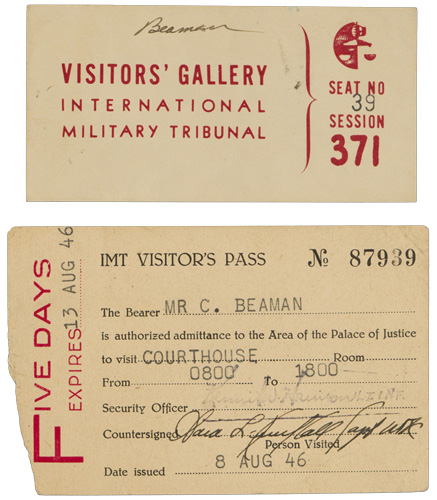 Beaman
VISITORS' GALLERY
INTERNATIONAL
MILITARY TRIBUNAL
SEAT NO
39
SESSION
371
FIVE DAYS
EXPIRES 13 AUG 46
IMT VISITOR'S PASS № 87939
The Bearer MR C. BEAMAN
is authorized admittance to the Area of the Palace of Justice
to visit COURTHOUSE Room
From 0800 To 1800
Security Officer
Countersigned
Person Visited
Date issued 8 AUG 46